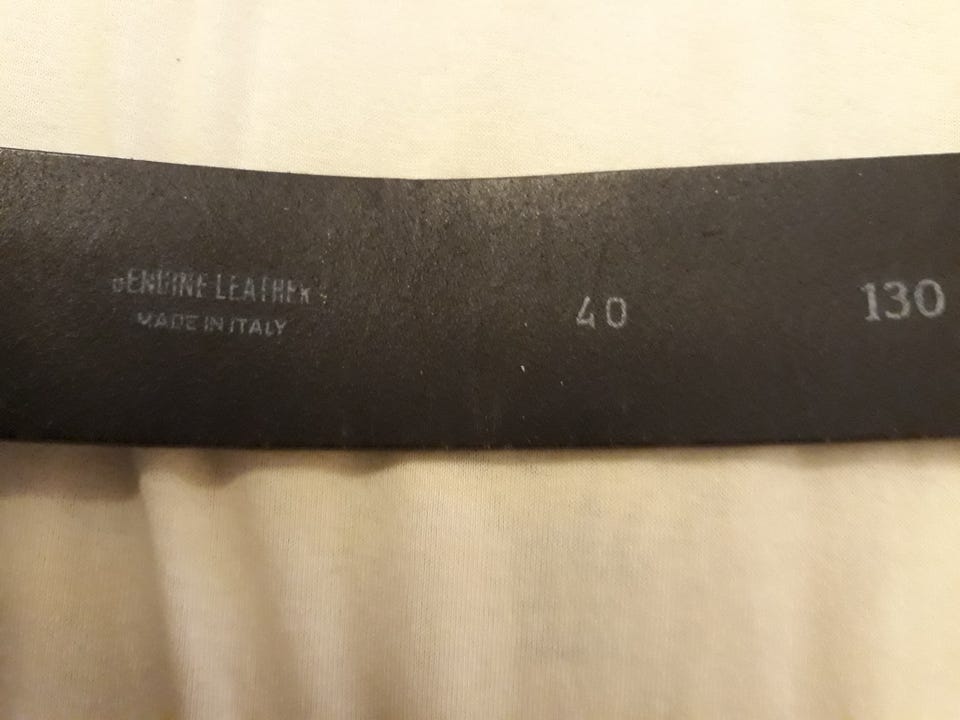 GENUINE LEATHER
MADE IN ITALY
40
130